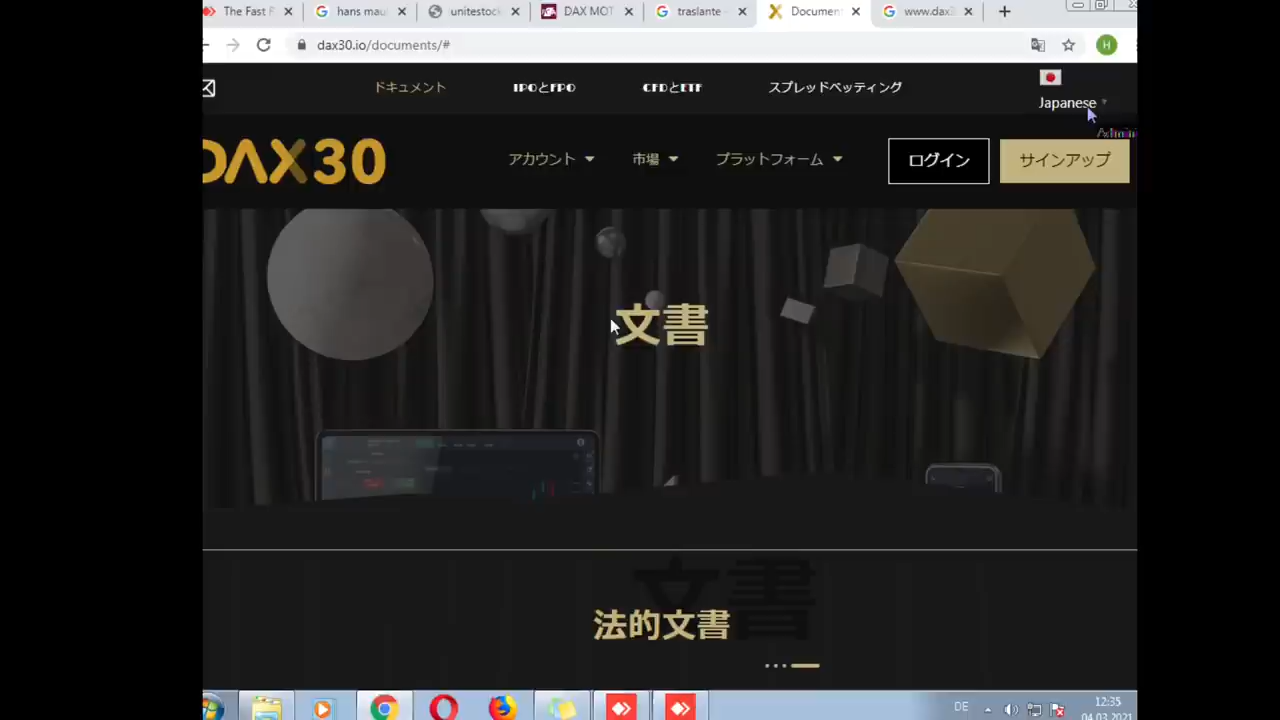 The Fast F
hans mau
unitestock
DAX MOT
traslante
Documen
www.dax3
dax30.io/documents/#
H
ドキュメント
IPOとFPO
CFDとETF
スプレッドベッティング
Japanese
Admini
DAX30
アカウント
市場
プラットフォーム
ログイン
サインアップ
文書
文書
法的文書
DE
12:35
04.03.2021